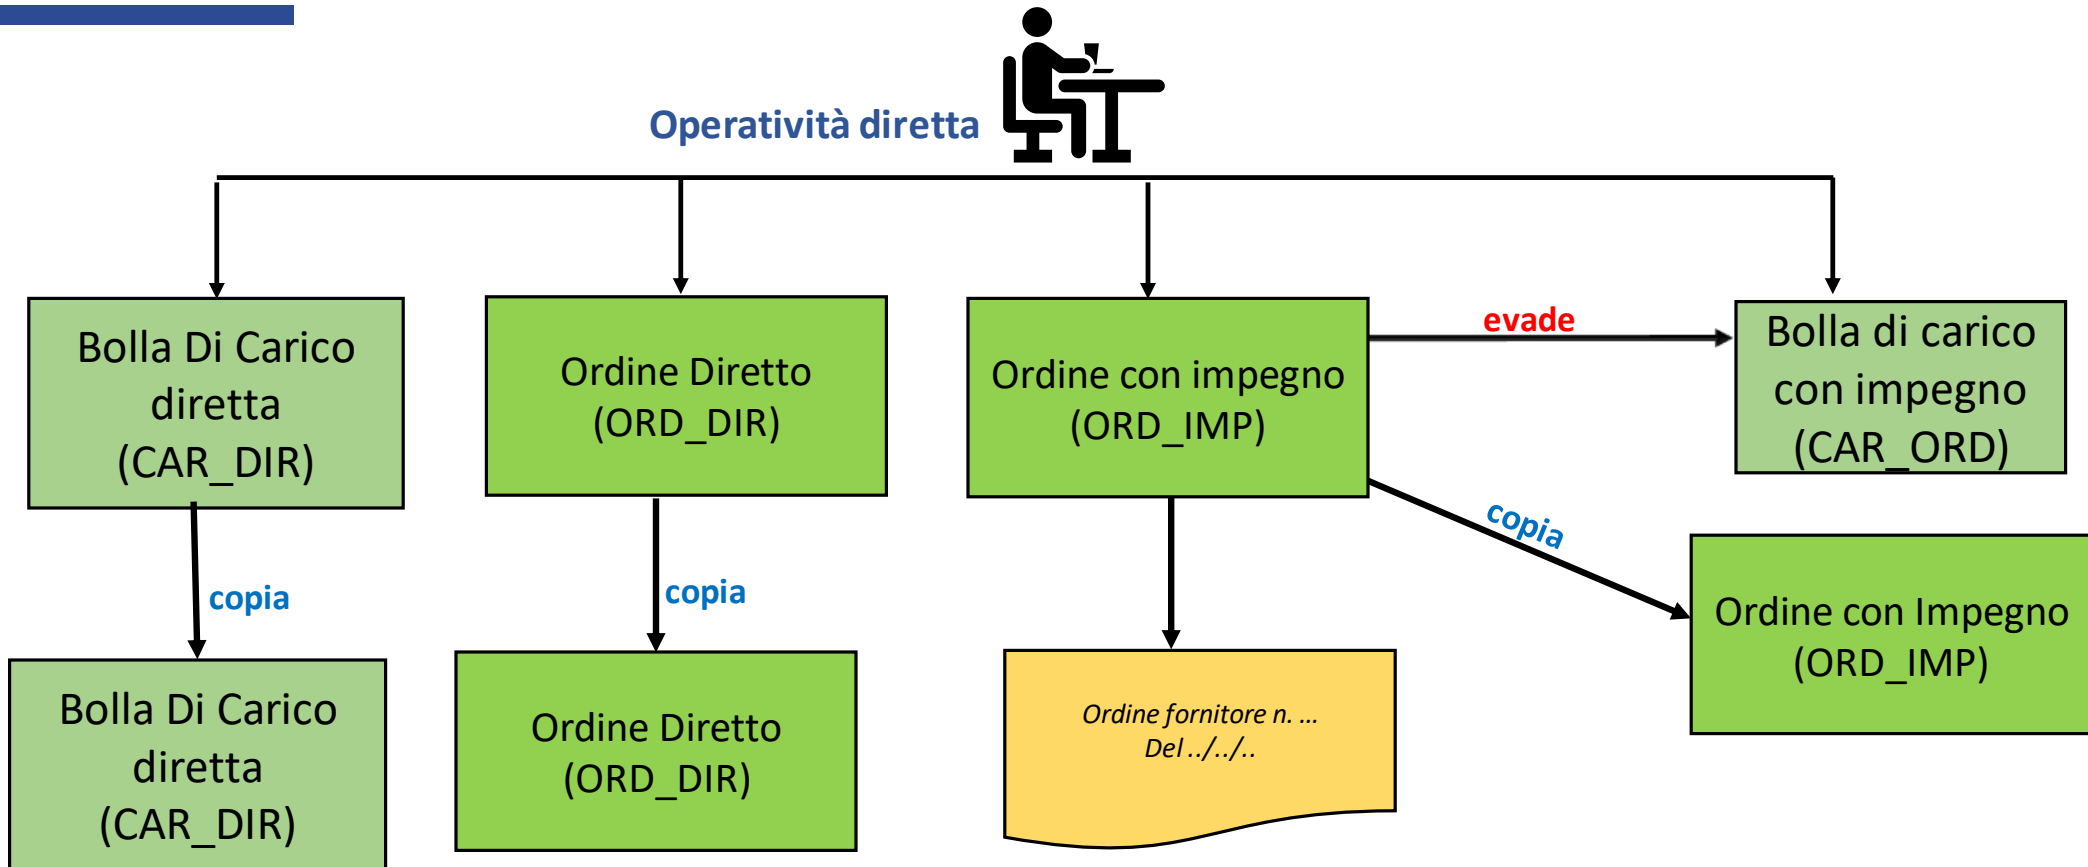 Operatività diretta
Bolla Di Carico
diretta
(CAR_DIR)
Ordine Diretto
(ORD_DIR)
Ordine con impegno
(ORD_IMP)
evade
Bolla di carico
con impegno
(CAR_ORD)
copia
copia
copia
Bolla Di Carico
diretta
(CAR_DIR)
Ordine Diretto
(ORD_DIR)
Ordine fornitore n. ...
Del ../../..
Ordine con Impegno
(ORD_IMP)